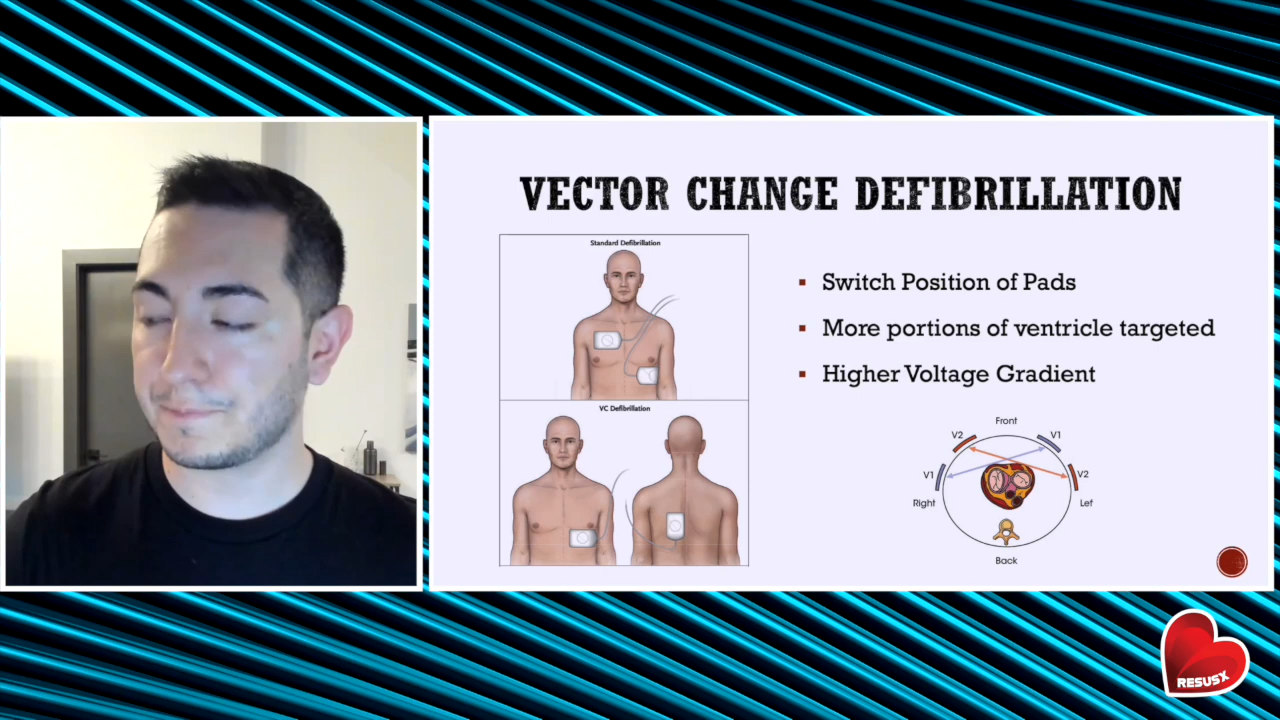 VECTOR CHANGE DEFIBRILLATION
Standard Defibrillation
VC Defibrillation
Switch Position of Pads
More portions of ventricle targeted
Higher Voltage Gradient
Front
V2
V1
V1
V2
Right
Lef
Back
RESUSX